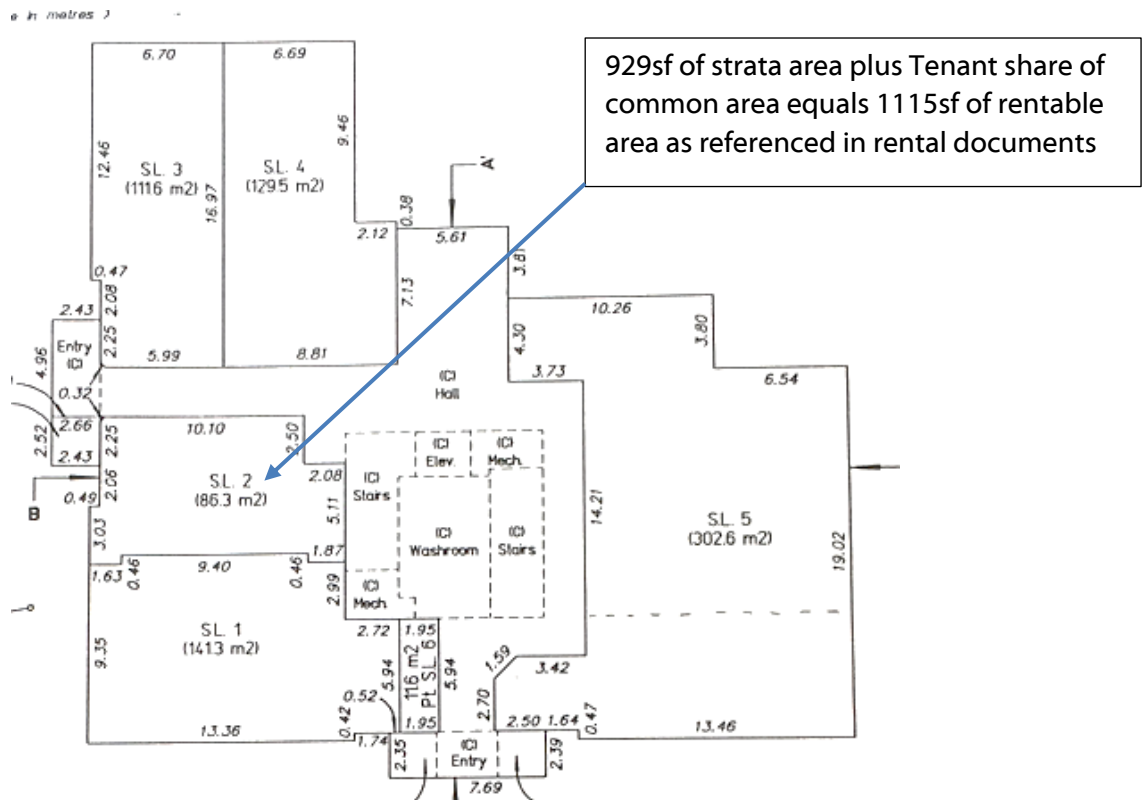 e in metres )
929sf of strata area plus Tenant share of
common area equals 1115sf of rentable
area as referenced in rental documents
6.70
6.69
12.46
S.L. 3
(111.6 m2)
16.97
S.L. 4
(129.5 m2)
9.46
A'
0.38
2.12
5.61
3.81
0.47
2.08
7.13
10.26
2.43
2.25
Entry
(C)
4.96
5.99
8.81
4.30
3.80
3.73
6.54
(C)
Hall
0.32
2.66
2.25
10.10
2.50
2.52
2.43
2.08
(C)
Elev.
(C)
Mech.
2.06
S.L. 2
(86.3 m2)
(C)
Stairs
B
0.49
5.11
14.21
S.L. 5
(302.6 m2)
3.03
(C)
Washroom
(C)
Stairs
19.02
1.63
0.46
9.40
0.46
1.87
2.99
(C)
Mech.
S.L. 1
(141.3 m2)
2.72
1.95
9.35
5.94
11.6 m2
Pt. S.L. 6
5.94
1.59
3.42
0.52
2.70
13.36
0.42
1.74
1.95
2.50
1.64
0.47
13.46
2.35
(C)
Entry
2.39
7.69